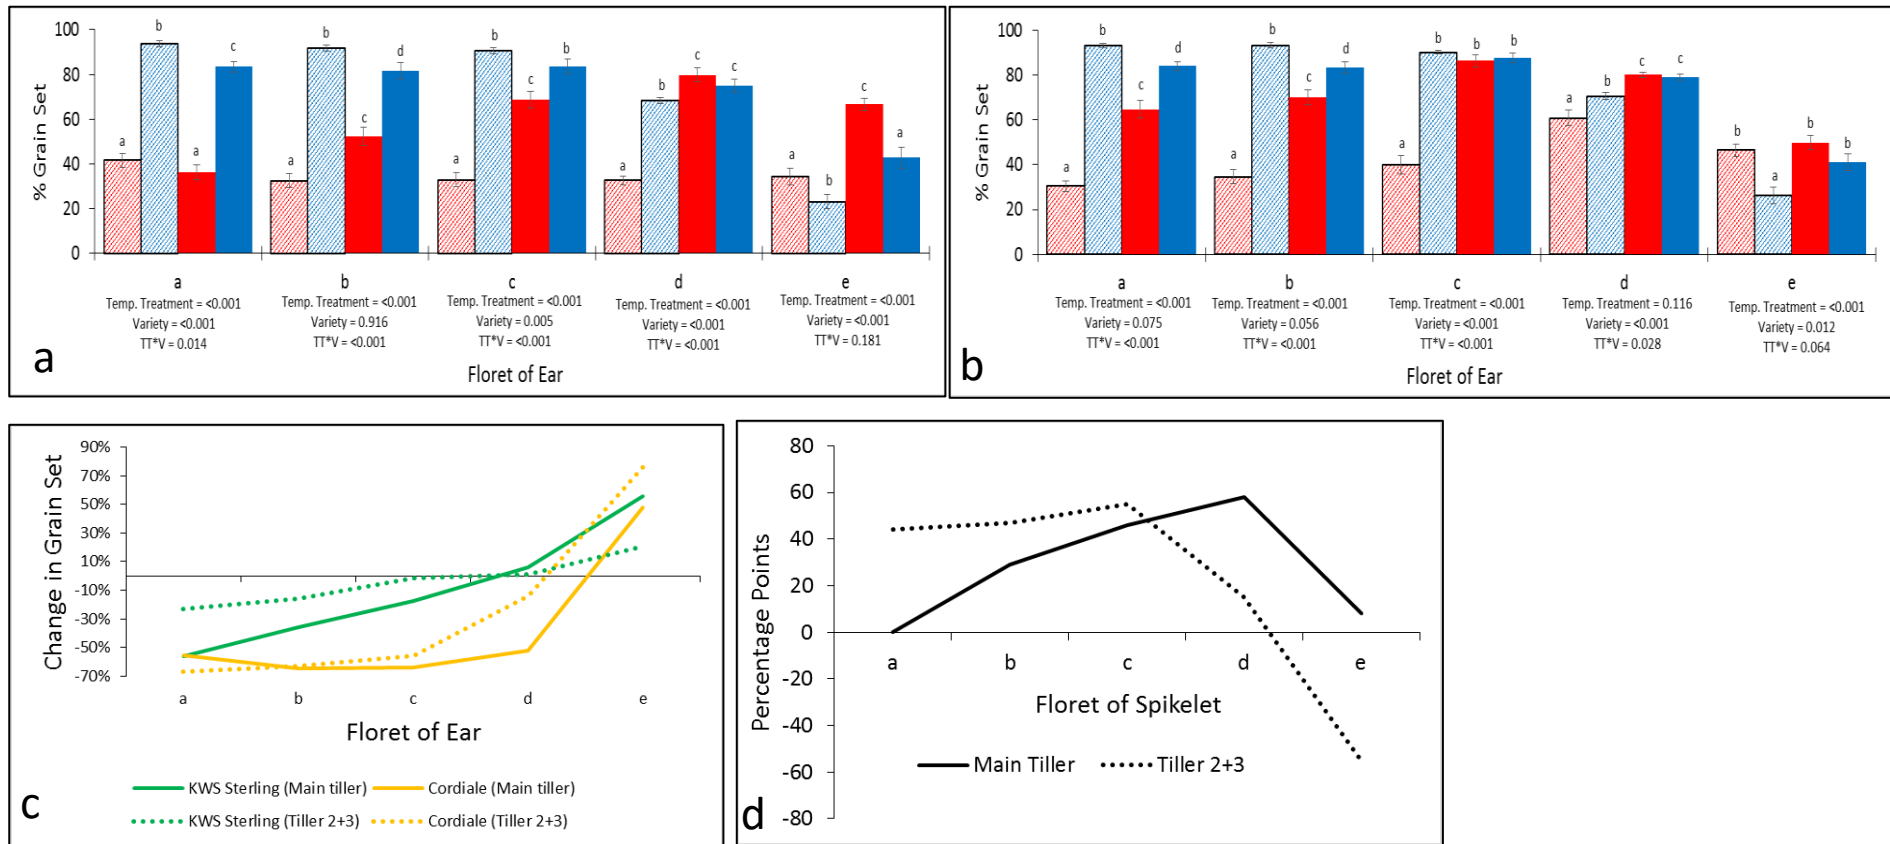 100
80
60
40
20
0
% Grain Set
a b a c
a b c d
a b c b
a b c c
a b c a
a b c d e
Temp. Treatment = <0.001
Variety = <0.001
TT*V = 0.014
Temp. Treatment = <0.001
Variety = 0.916
TT*V = <0.001
Temp. Treatment = <0.001
Variety = 0.005
TT*V = <0.001
Temp. Treatment = <0.001
Variety = <0.001
TT*V = <0.001
Temp. Treatment = <0.001
Variety = <0.001
TT*V = 0.181
Floret of Ear
a
100
80
60
40
20
0
% Grain Set
a b c d
a b c d
a b b b
a b c c
b a b b
a b c d e
Temp. Treatment = <0.001
Variety = 0.075
TT*V = <0.001
Temp. Treatment = <0.001
Variety = 0.056
TT*V = <0.001
Temp. Treatment = <0.001
Variety = <0.001
TT*V = <0.001
Temp. Treatment = 0.116
Variety = <0.001
TT*V = 0.028
Temp. Treatment = <0.001
Variety = 0.012
TT*V = 0.064
Floret of Ear
b
90%
70%
50%
30%
10%
-10%
-30%
-50%
-70%
Change in Grain Set
a b c d e
Floret of Ear
KWS Sterling (Main tiller) Cordiale (Main tiller)
KWS Sterling (Tiller 2+3) Cordiale (Tiller 2+3)
c
80
60
40
20
0
-20
-40
-60
-80
Percentage Points
a b c d e
Floret of Spikelet
Main Tiller Tiller 2+3
d